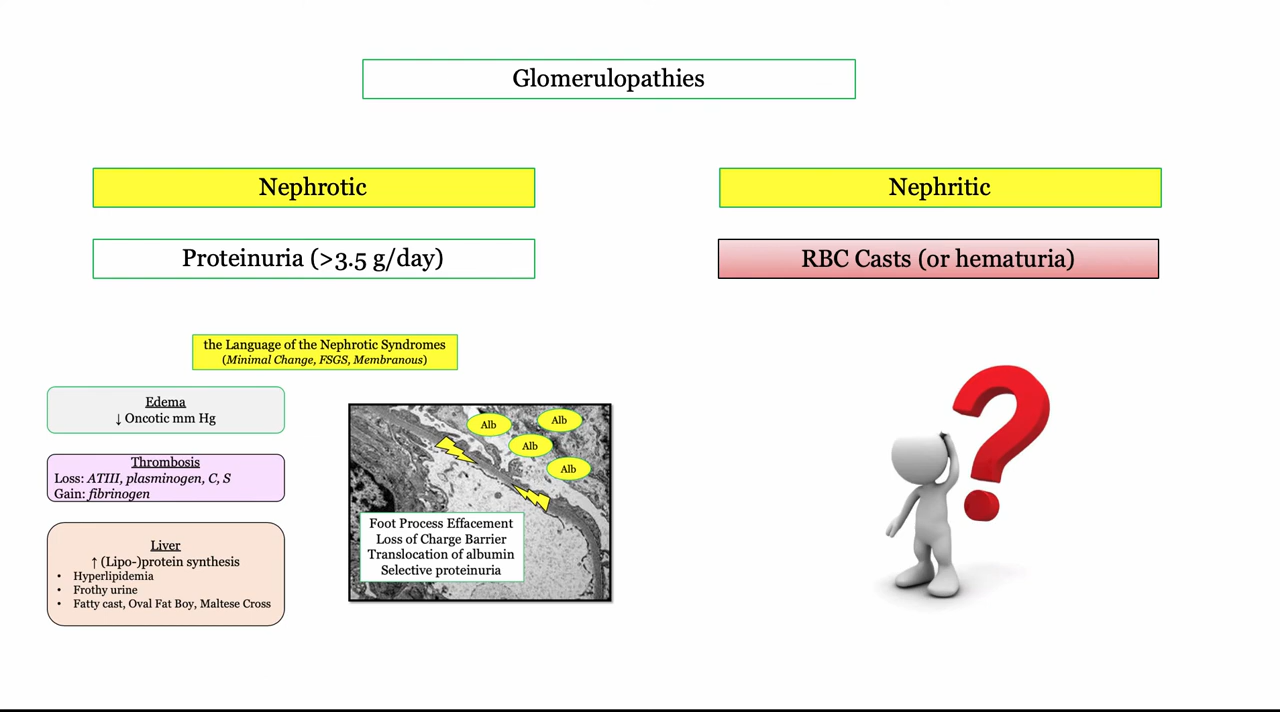 Glomerulopathies
Nephrotic
Nephritic
Proteinuria (>3.5 g/day)
RBC Casts (or hematuria)
the Language of the Nephrotic Syndromes
(Minimal Change, FSGS, Membranous)
Edema
↓ Oncotic mm Hg
Thrombosis
Loss: ATIII, plasminogen, C, S
Gain: fibrinogen
Liver
↑ (Lipo-)protein synthesis
• Hyperlipidemia
• Frothy urine
• Fatty cast, Oval Fat Boy, Maltese Cross
Alb
Alb
Alb
Alb
Foot Process Effacement
Loss of Charge Barrier
Translocation of albumin
Selective proteinuria
?